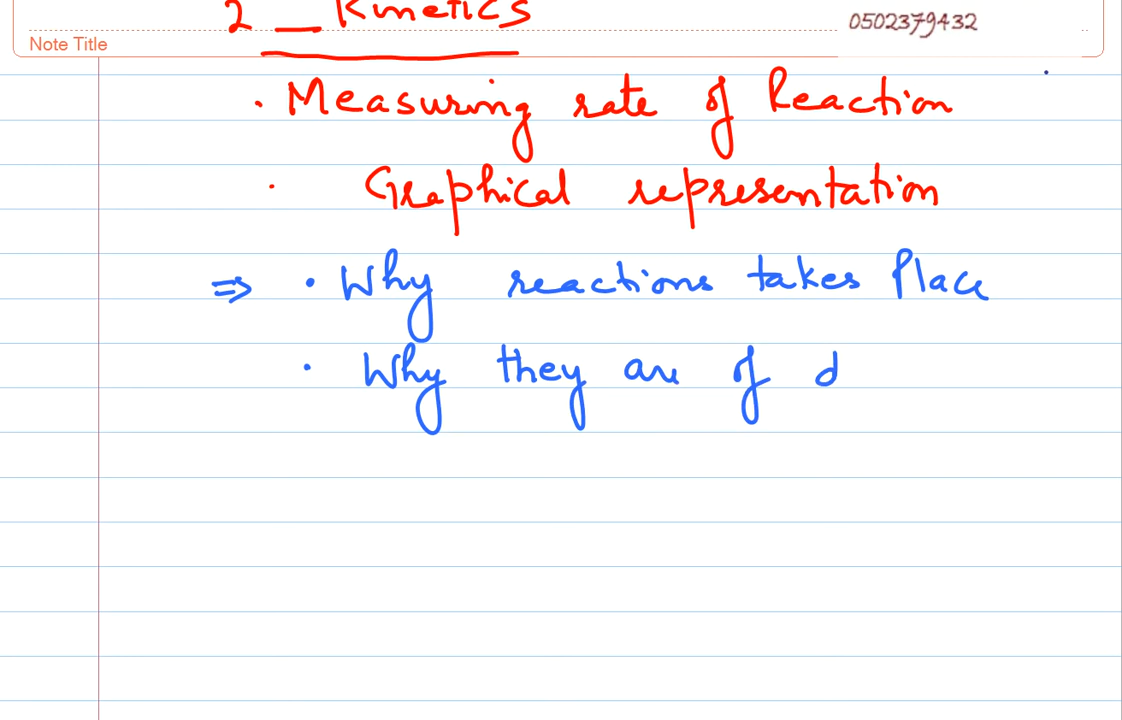 2 _ Kinetics
0502379432
Note Title
. Measuring rate of Reaction
. Graphical representation
⇒ • Why reactions takes Place
• Why they are of d